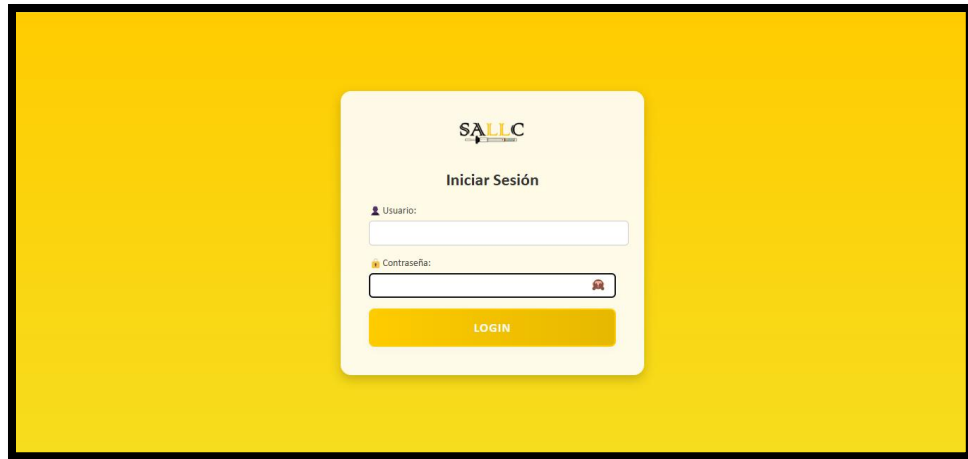 SALLC
Iniciar Sesión
Usuario:
Contraseña:
LOGIN